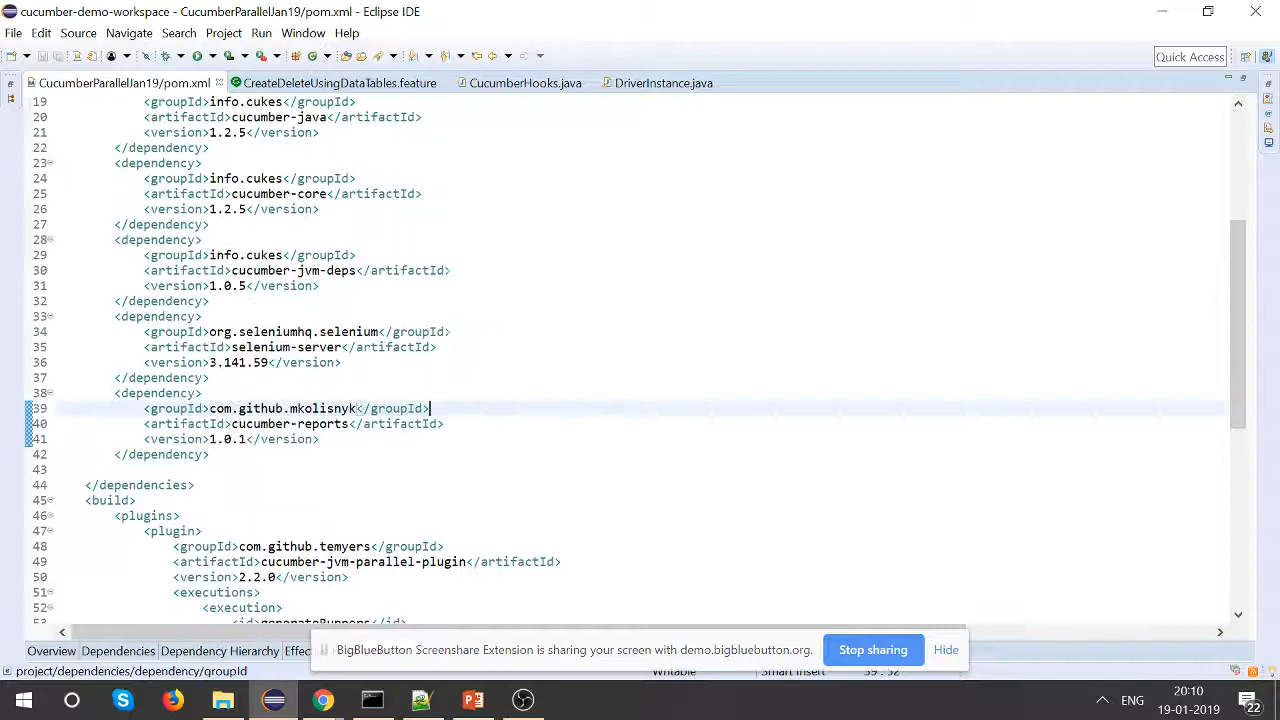 cucumber-demo-workspace - CucumberParallelJan19/pom.xml - Eclipse IDE
File Edit Source Navigate Search Project Run Window Help
Quick Access
CucumberParallelJan19/pom.xml CreateDeleteUsingDataTables.feature CucumberHooks.java DriverInstance.java
19 <groupId>info.cukes</groupId>
20 <artifactId>cucumber-java</artifactId>
21 <version>1.2.5</version>
22 </dependency>
23 <dependency>
24 <groupId>info.cukes</groupId>
25 <artifactId>cucumber-core</artifactId>
26 <version>1.2.5</version>
27 </dependency>
28 <dependency>
29 <groupId>info.cukes</groupId>
30 <artifactId>cucumber-jvm-deps</artifactId>
31 <version>1.0.5</version>
32 </dependency>
33 <dependency>
34 <groupId>org.seleniumhq.selenium</groupId>
35 <artifactId>selenium-server</artifactId>
36 <version>3.141.59</version>
37 </dependency>
38 <dependency>
39 <groupId>com.github.mkolisnyk</groupId>
40 <artifactId>cucumber-reports</artifactId>
41 <version>1.0.1</version>
42 </dependency>
43
44 </dependencies>
45 <build>
46 <plugins>
47 <plugin>
48 <groupId>com.github.temyers</groupId>
49 <artifactId>cucumber-jvm-parallel-plugin</artifactId>
50 <version>2.2.0</version>
51 <executions>
52 <execution>
53 <id>generateRunners</id>
Overview Dependencies Dependency Hierarchy Effec
BigBlueButton Screenshare Extension is sharing your screen with demo.bigbluebutton.org. Stop sharing Hide
project/dependencies/dependency/groupId Writable Smart Insert 39 : 52
ENG
20:10
19-01-2019
22